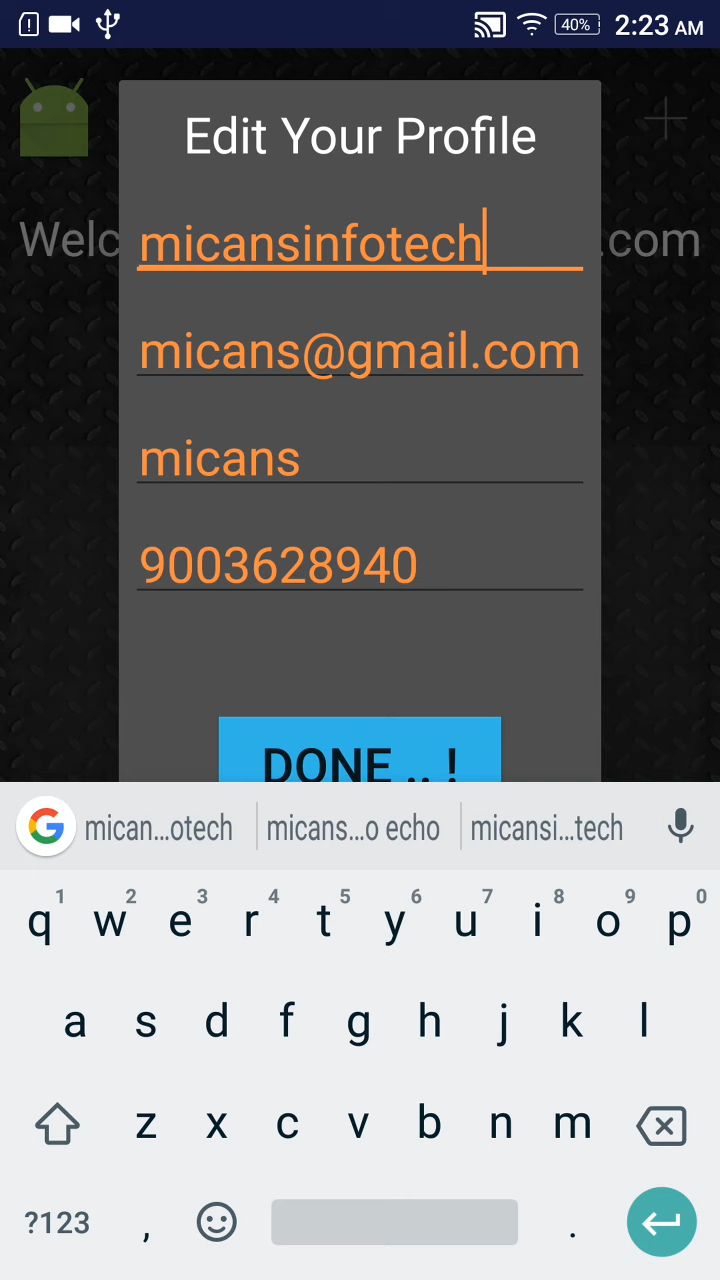 40% 2:23 AM
Edit Your Profile
Welc .com
micansinfotech
micans@gmail.com
micans
9003628940
DONE .. !
mican...otech micans...o echo micansi...tech
1 2 3 4 5 6 7 8 9 0
q w e r t y u i o p
a s d f g h j k l
z x c v b n m
?123 , .